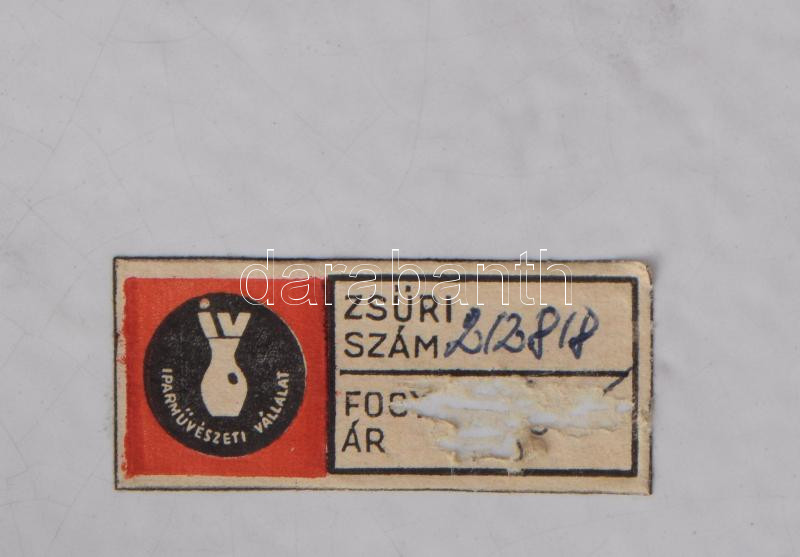 darabanth
iv
IPARMŰVÉSZETI VÁLLALAT
ZSŰRI
SZÁM 212818
ÁR